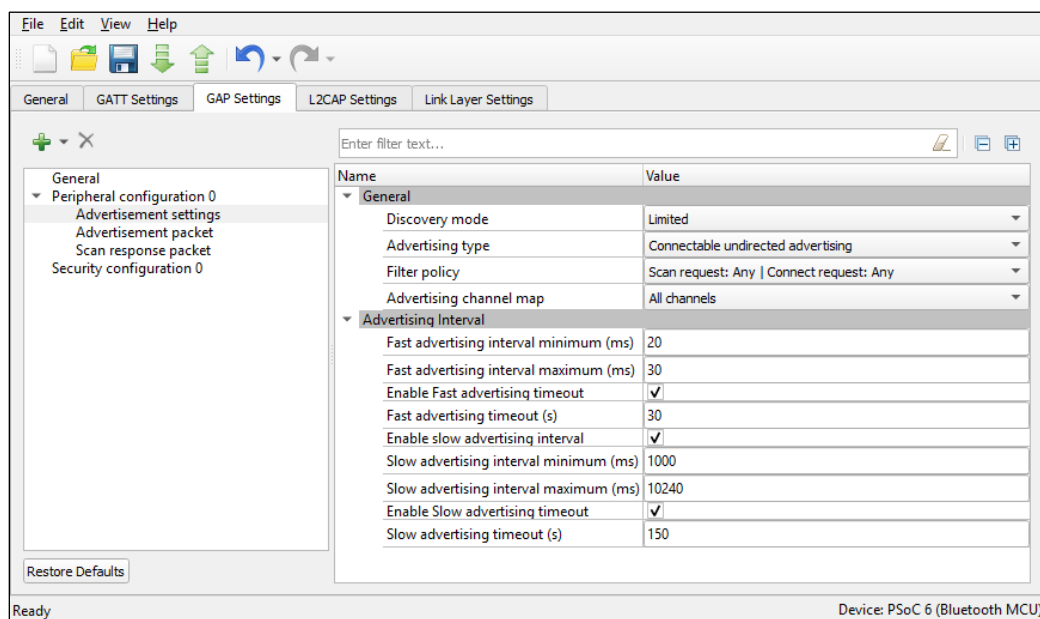 File Edit View Help
General GATT Settings GAP Settings L2CAP Settings Link Layer Settings
Enter filter text...
General
Peripheral configuration 0
Advertisement settings
Advertisement packet
Scan response packet
Security configuration 0
Restore Defaults
Name Value
General
Discovery mode Limited
Advertising type Connectable undirected advertising
Filter policy Scan request: Any | Connect request: Any
Advertising channel map All channels
Advertising Interval
Fast advertising interval minimum (ms) 20
Fast advertising interval maximum (ms) 30
Enable Fast advertising timeout
Fast advertising timeout (s) 30
Enable slow advertising interval
Slow advertising interval minimum (ms) 1000
Slow advertising interval maximum (ms) 10240
Enable Slow advertising timeout
Slow advertising timeout (s) 150
Ready Device: PSoC 6 (Bluetooth MCU)